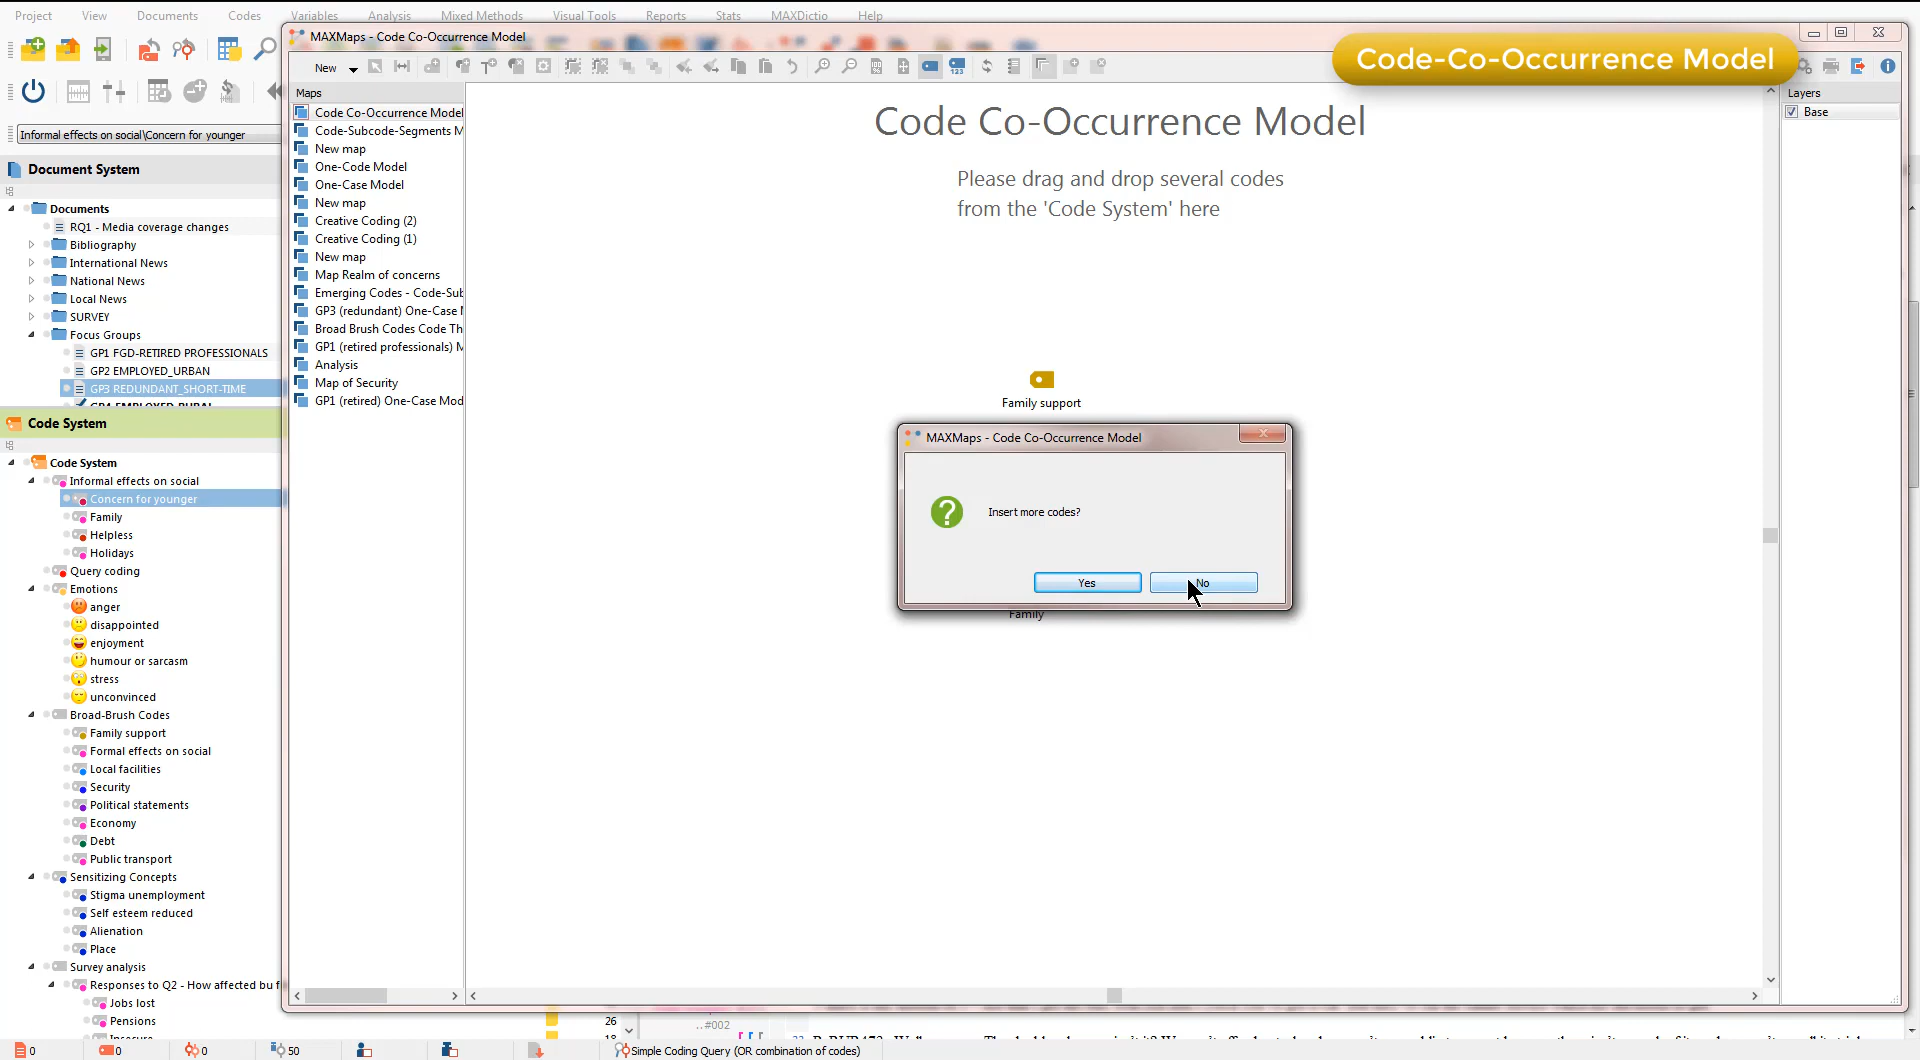 Project View Documents Codes Variables Analysis Mixed Methods Visual Tools Reports Stats MAXDictio Help
MAXMaps - Code Co-Occurrence Model
Code-Co-Occurrence Model
New
Maps
Layers
Base
Code Co-Occurrence Model
Code-Subcode-Segments M
New map
One-Code Model
One-Case Model
New map
Creative Coding (2)
Creative Coding (1)
New map
Map Realm of concerns
Emerging Codes - Code-Sub
GP3 (redundant) One-Case
Broad Brush Codes Code Th
GP1 (retired professionals) M
Analysis
Map of Security
GP1 (retired) One-Case Mod
Informal effects on social\Concern for younger
Document System
Documents
RQ1 - Media coverage changes
Bibliography
International News
National News
Local News
SURVEY
Focus Groups
GP1 FGD-RETIRED PROFESSIONALS
GP2 EMPLOYED_URBAN
GP3 REDUNDANT_SHORT-TIME
GP4 EMPLOYED_RURAL
Code System
Code System
Informal effects on social
Concern for younger
Family
Helpless
Holidays
Query coding
Emotions
anger
disappointed
enjoyment
humour or sarcasm
stress
unconvinced
Broad-Brush Codes
Family support
Formal effects on social
Local facilities
Security
Political statements
Economy
Debt
Public transport
Sensitizing Concepts
Stigma unemployment
Self esteem reduced
Alienation
Place
Survey analysis
Responses to Q2 - How affected bu f
Jobs lost
Pensions
Code Co-Occurrence Model
Please drag and drop several codes
from the 'Code System' here
Family support
MAXMaps - Code Co-Occurrence Model
Insert more codes?
Yes No
Family
26
..#002
0 0 0 50 Simple Coding Query (OR combination of codes)